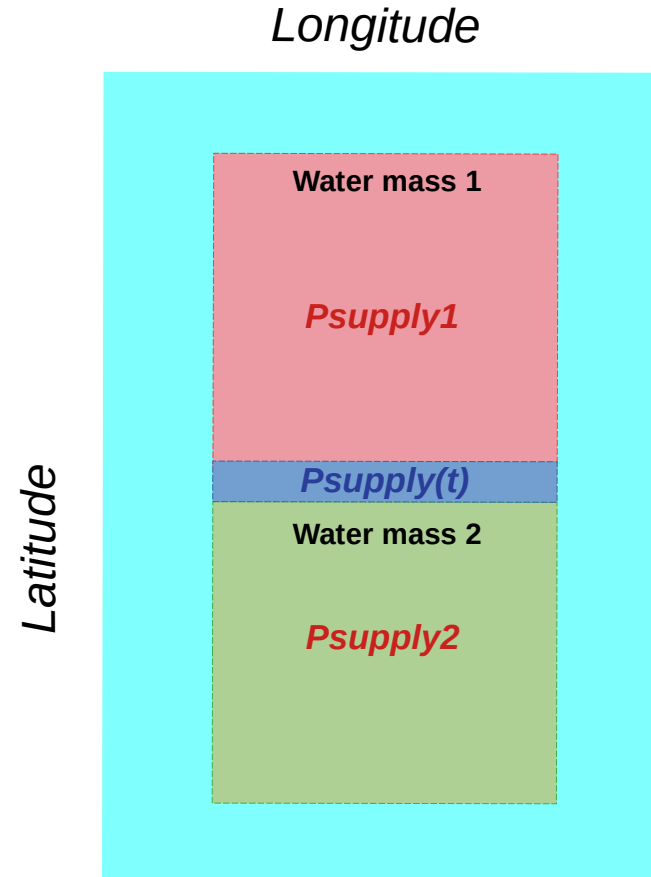 Longitude
Water mass 1
Psupply1
Psupply(t)
Water mass 2
Psupply2
Latitude